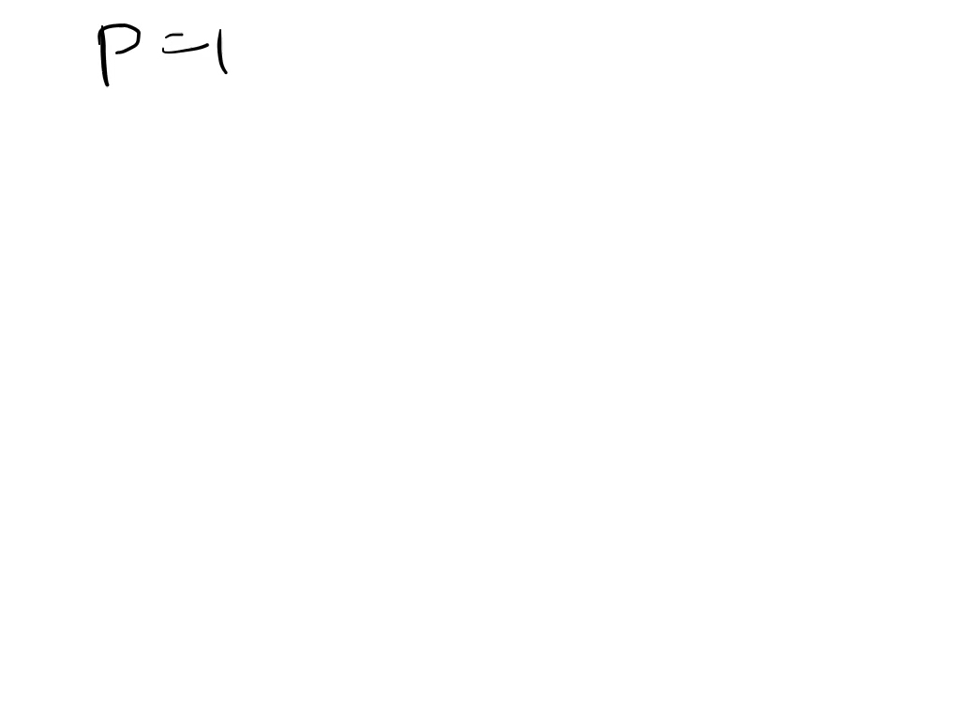 P = 1